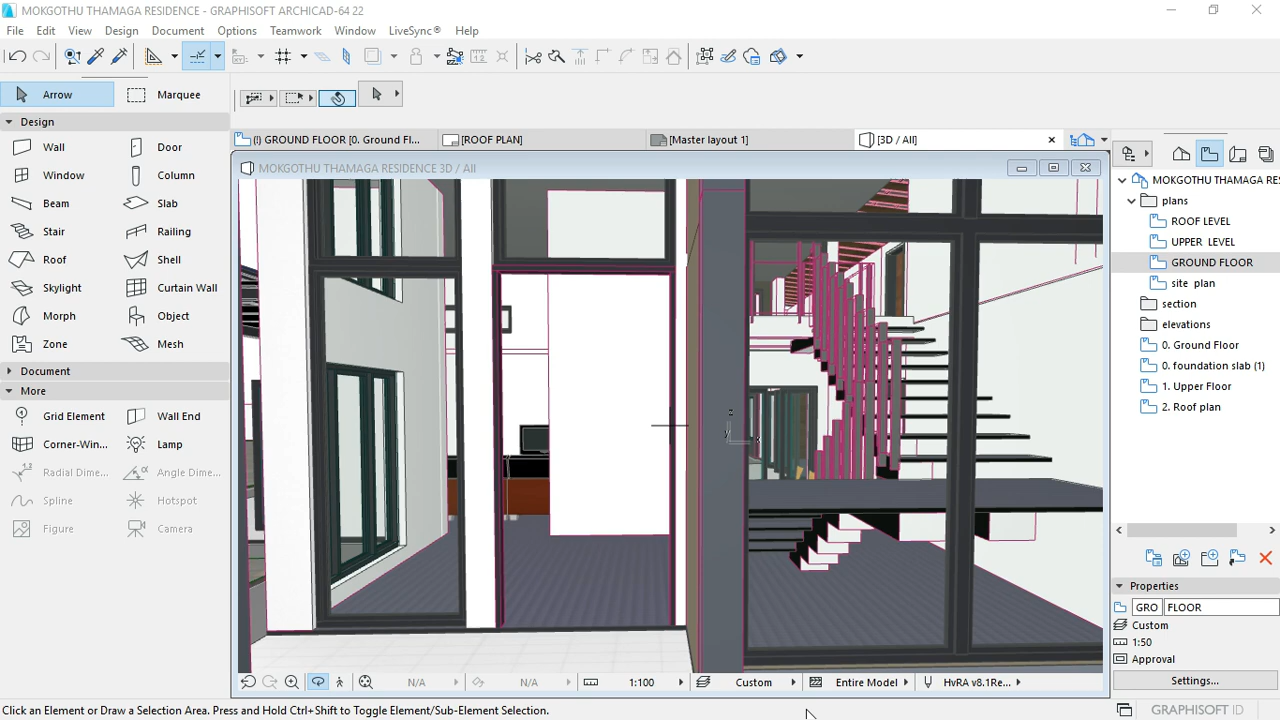 MOKGOTHU THAMAGA RESIDENCE - GRAPHISOFT ARCHICAD-64 22
File Edit View Design Document Options Teamwork Window LiveSync® Help
Arrow Marquee
(!) GROUND FLOOR [0. Ground Fl... [ROOF PLAN] [Master layout 1] [3D / All]
MOKGOTHU THAMAGA RESIDENCE 3D / All
Design
Wall Door
Window Column
Beam Slab
Stair Railing
Roof Shell
Skylight Curtain Wall
Morph Object
Zone Mesh
Document
More
Grid Element Wall End
Corner-Win... Lamp
Radial Dime... Angle Dime...
Spline Hotspot
Figure Camera
MOKGOTHU THAMAGA RES
plans
ROOF LEVEL
UPPER LEVEL
GROUND FLOOR
site plan
section
elevations
0. Ground Floor
0. foundation slab (1)
1. Upper Floor
2. Roof plan
Properties
GRO FLOOR
Custom
1:50
Approval
Settings...
N/A N/A 1:100 Custom Entire Model HvRA v8.1Re...
Click an Element or Draw a Selection Area. Press and Hold Ctrl+Shift to Toggle Element/Sub-Element Selection.
GRAPHISOFT ID